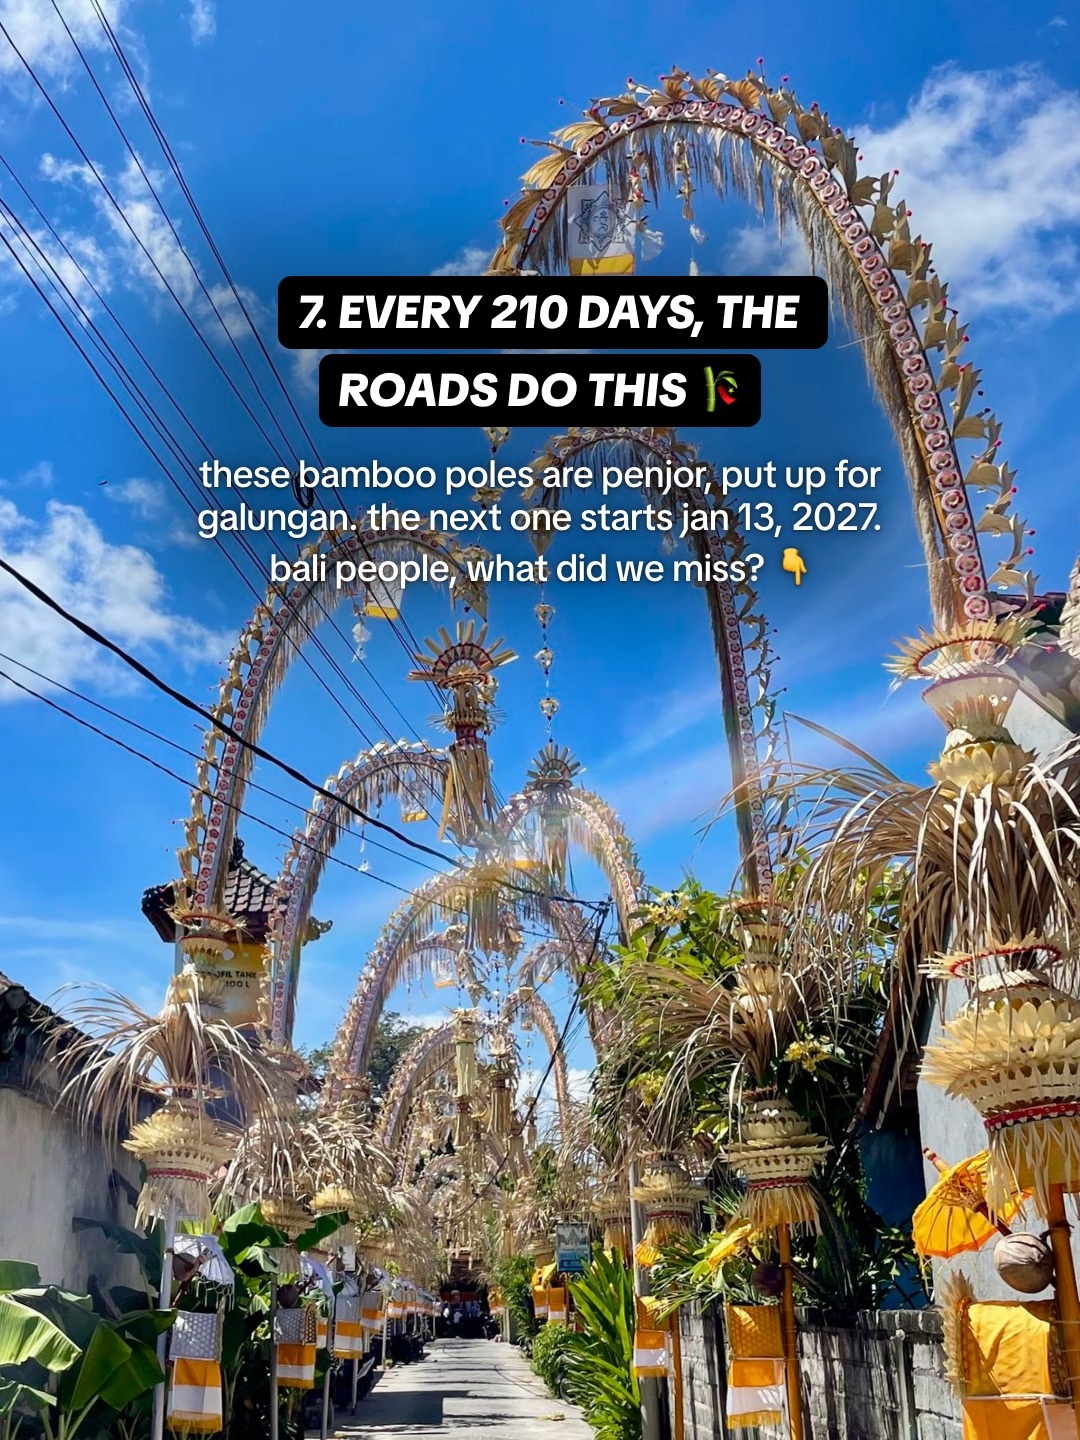 7. EVERY 210 DAYS, THE
ROADS DO THIS 🎋
these bamboo poles are penjor, put up for
galungan. the next one starts jan 13, 2027.
bali people, what did we miss? 👇